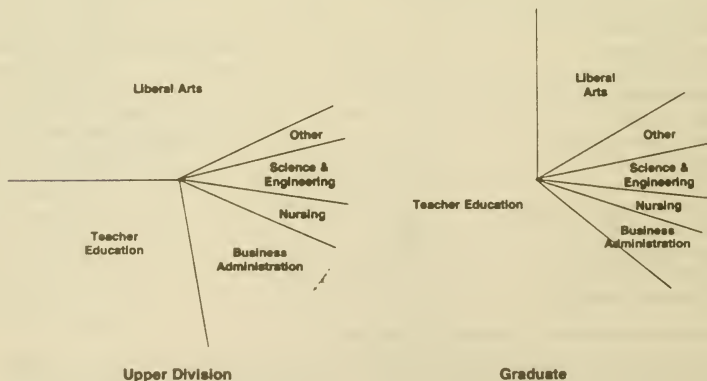 Liberal Arts
Other
Science &
Engineering
Nursing
Teacher
Education
Business
Administration
Upper Division
Liberal
Arts
Other
Science &
Engineering
Teacher Education
Nursing
Business
Administration
Graduate